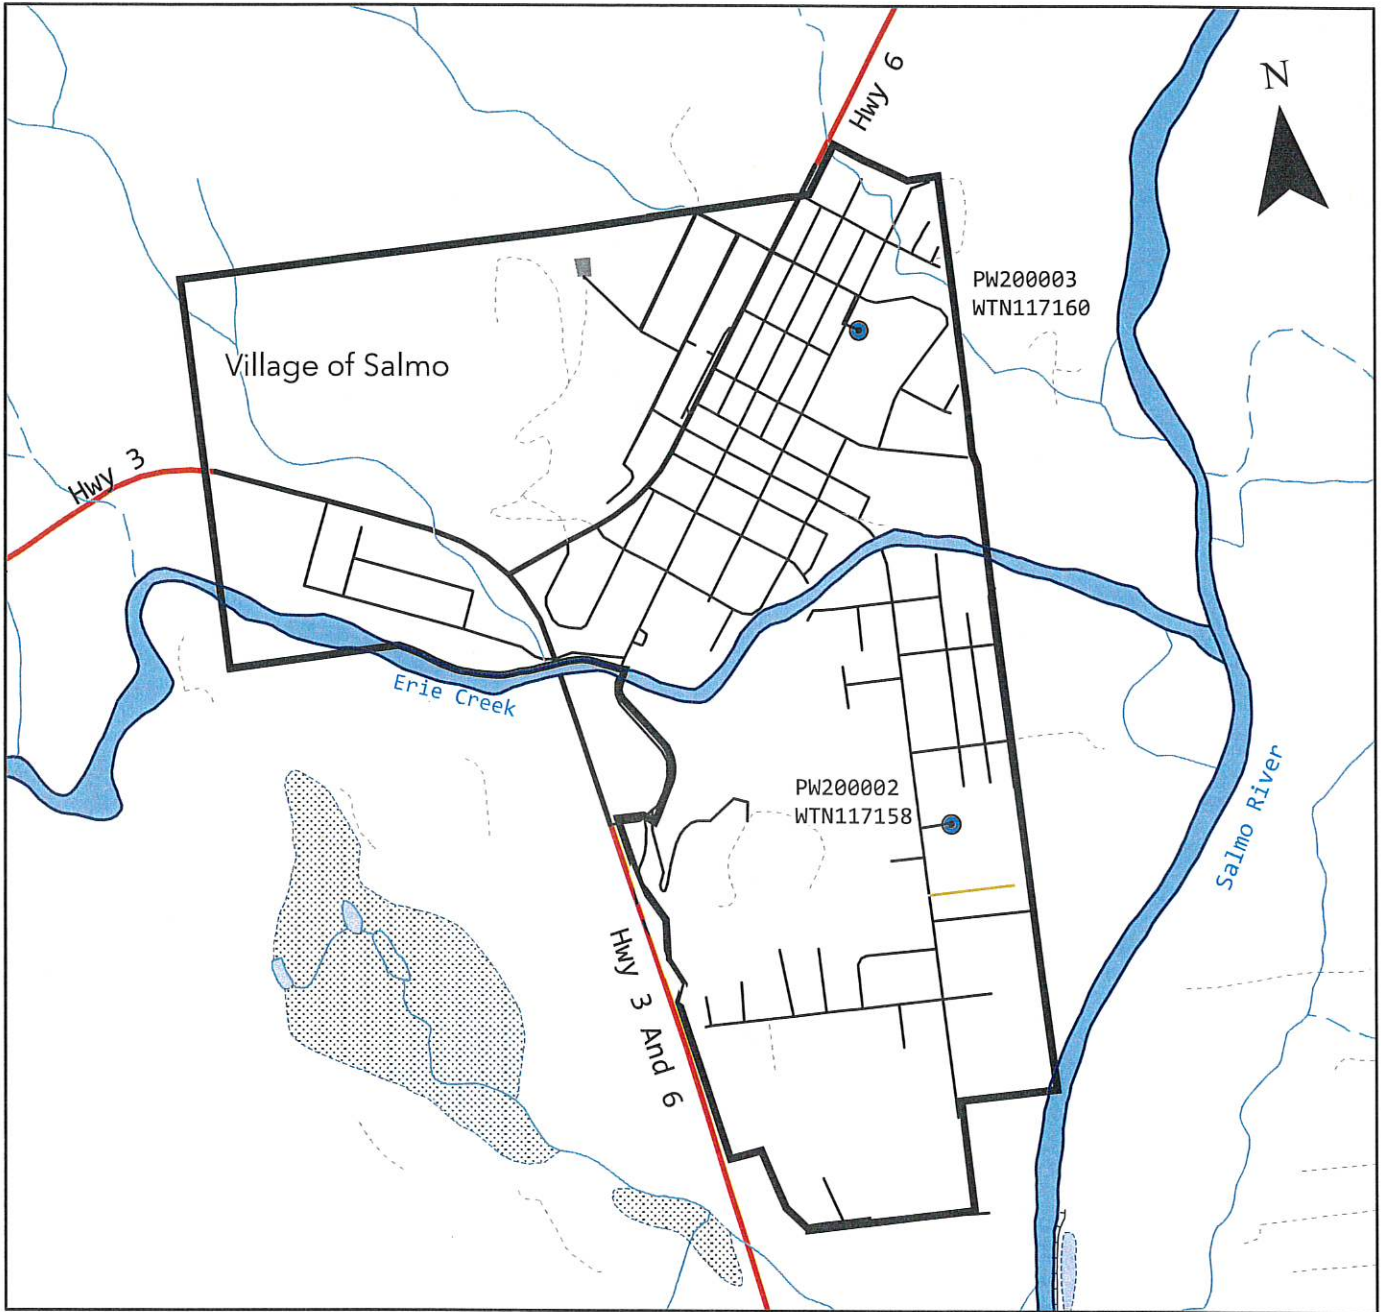 Hwy 6
N
PW200003
WTN117160
Village of Salmo
Hwy 3
Erie Creek
PW200002
WTN117158
Salmo River
Hwy 3 And 6